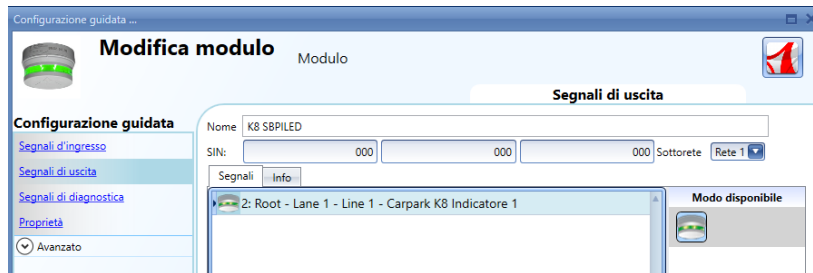 Configurazione guidata ...
Modifica modulo Modulo
Segnali di uscita
Configurazione guidata
Segnali d'ingresso
Segnali di uscita
Segnali di diagnostica
Proprietà
Avanzato
Nome K8 SBPILED
SIN: 000 000 000 Sottorete Rete 1
Segnali Info
2: Root - Lane 1 - Line 1 - Carpark K8 Indicatore 1
Modo disponibile